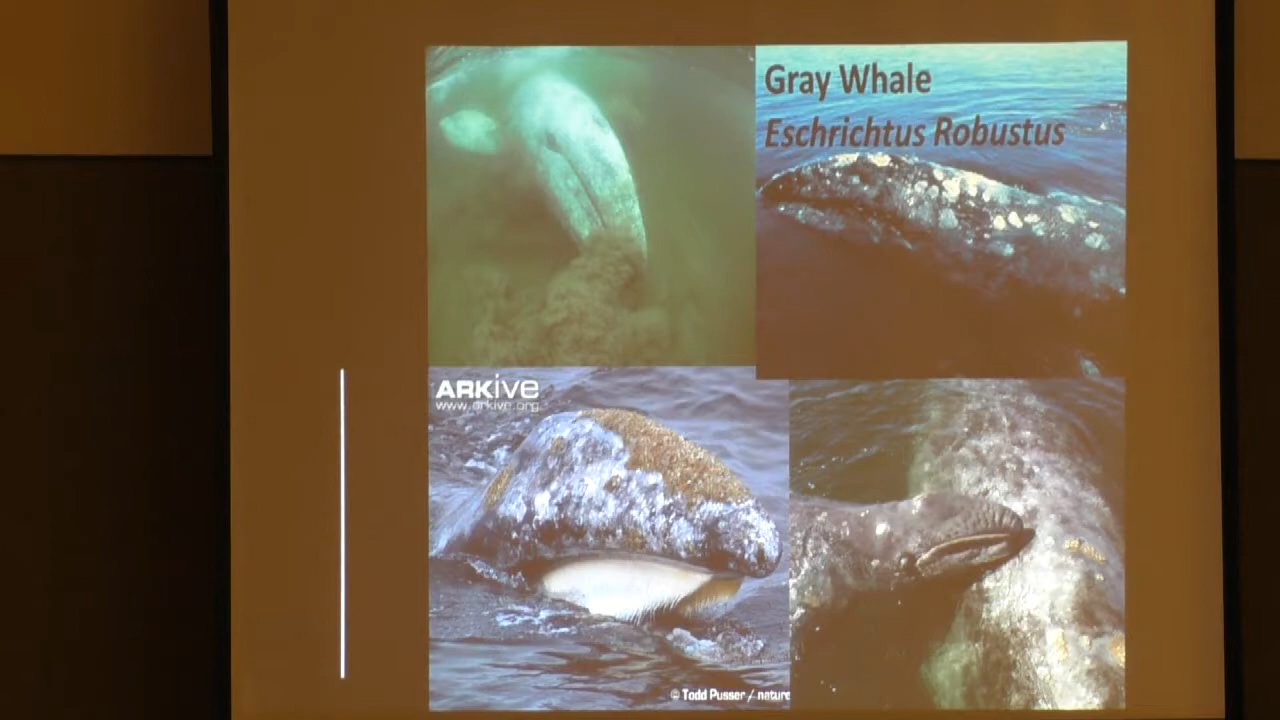 Gray Whale
Eschrichtus Robustus
ARKive
www.arkive.org
© Todd Pusser / nature